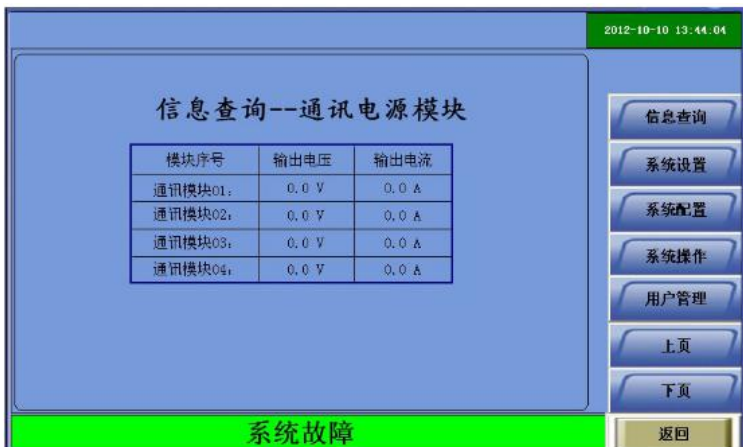 2012-10-10 13:44:04
信息查询--通讯电源模块
模块序号 输出电压 输出电流
通讯模块01: 0.0 V 0.0 A
通讯模块02: 0.0 V 0.0 A
通讯模块03: 0.0 V 0.0 A
通讯模块04: 0.0 V 0.0 A
信息查询
系统设置
系统配置
系统操作
用户管理
上页
下页
系统故障
返回